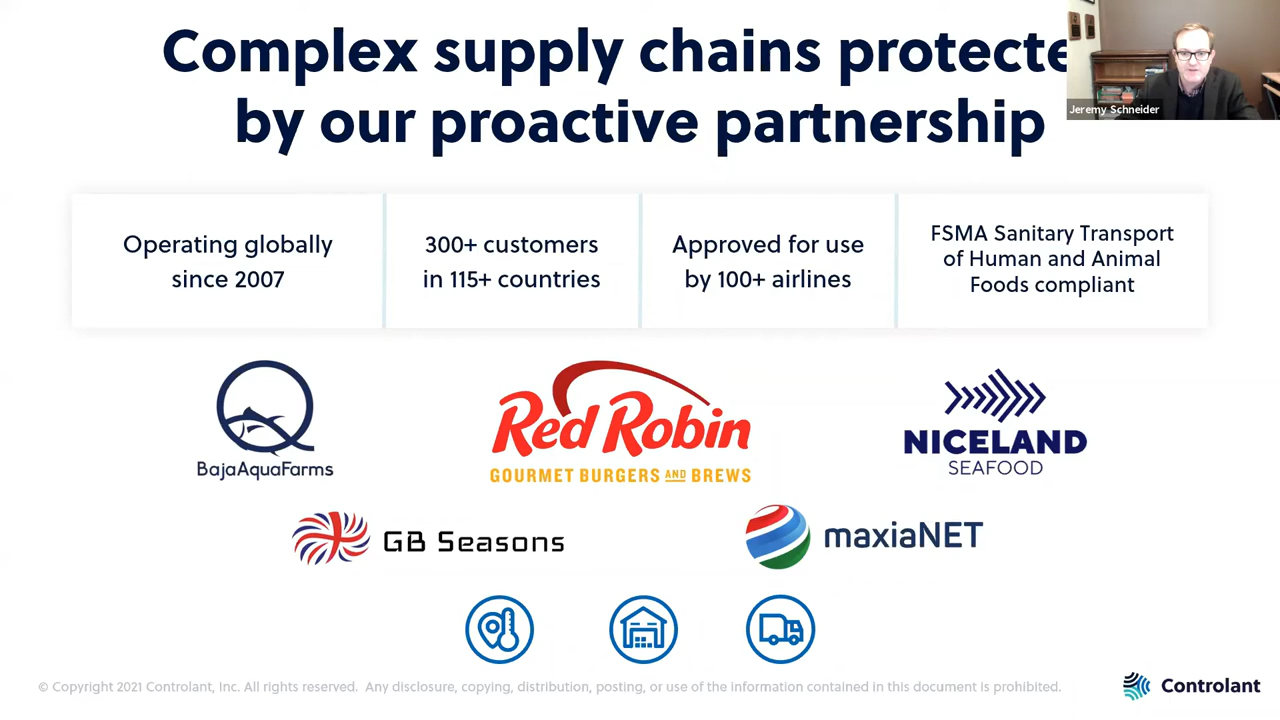 Complex supply chains protecte
by our proactive partnership
Jeremy Schneider
Operating globally
since 2007
300+ customers
in 115+ countries
Approved for use
by 100+ airlines
FSMA Sanitary Transport
of Human and Animal
Foods compliant
BajaAquaFarms
Red Robin
GOURMET BURGERS AND BREWS
NICELAND
SEAFOOD
GB Seasons
maxiaNET
© Copyright 2021 Controlant, Inc. All rights reserved. Any disclosure, copying, distribution, posting, or use of the information contained in this document is prohibited.
Controlant